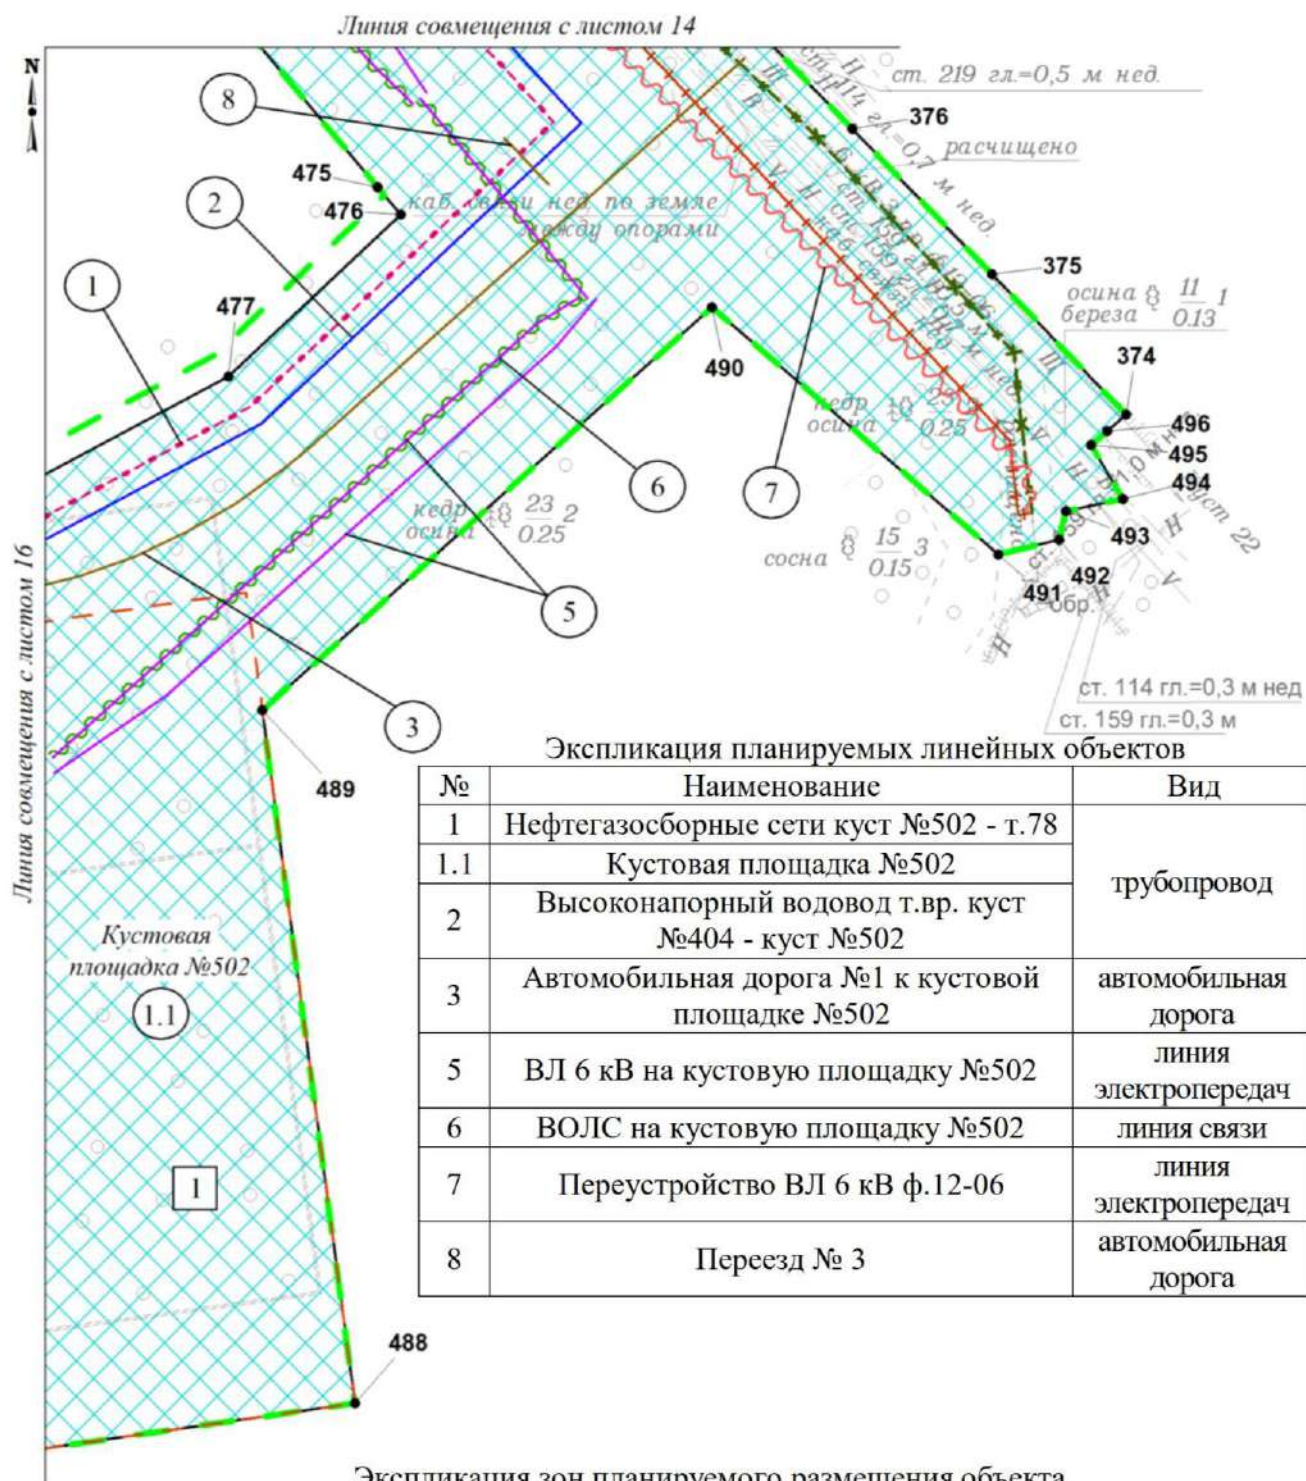 Линия совмещения с листом 14
N
8
ст. 219 гл.=0,5 м нед.
376
расчищено
475
476
2
каб. связи нед по земле
между опорами
1
477
375
осина 11 1
береза 0.13
374
490
кедр
осина 0.25
496
495
494
493
492
491
6
7
кедр 23 2
осина 0.25
сосна 15 3
0.15
куст 22
обр.
5
3
ст. 114 гл.=0,3 м нед
ст. 159 гл.=0,3 м
Линия совмещения с листом 16
489
Экспликация планируемых линейных объектов
№ Наименование Вид
1 Нефтегазосборные сети куст №502 - т.78
1.1 Кустовая площадка №502
трубопровод
2 Высоконапорный водовод т.вр. куст
№404 - куст №502
3 Автомобильная дорога №1 к кустовой
площадке №502
автомобильная
дорога
5 ВЛ 6 кВ на кустовую площадку №502
линия
электропередач
6 ВОЛС на кустовую площадку №502 линия связи
7 Переустройство ВЛ 6 кВ ф.12-06
линия
электропередач
8 Переезд № 3
автомобильная
дорога
Кустовая
площадка №502
1.1
1
488
Экспликация зон планируемого размещения объекта